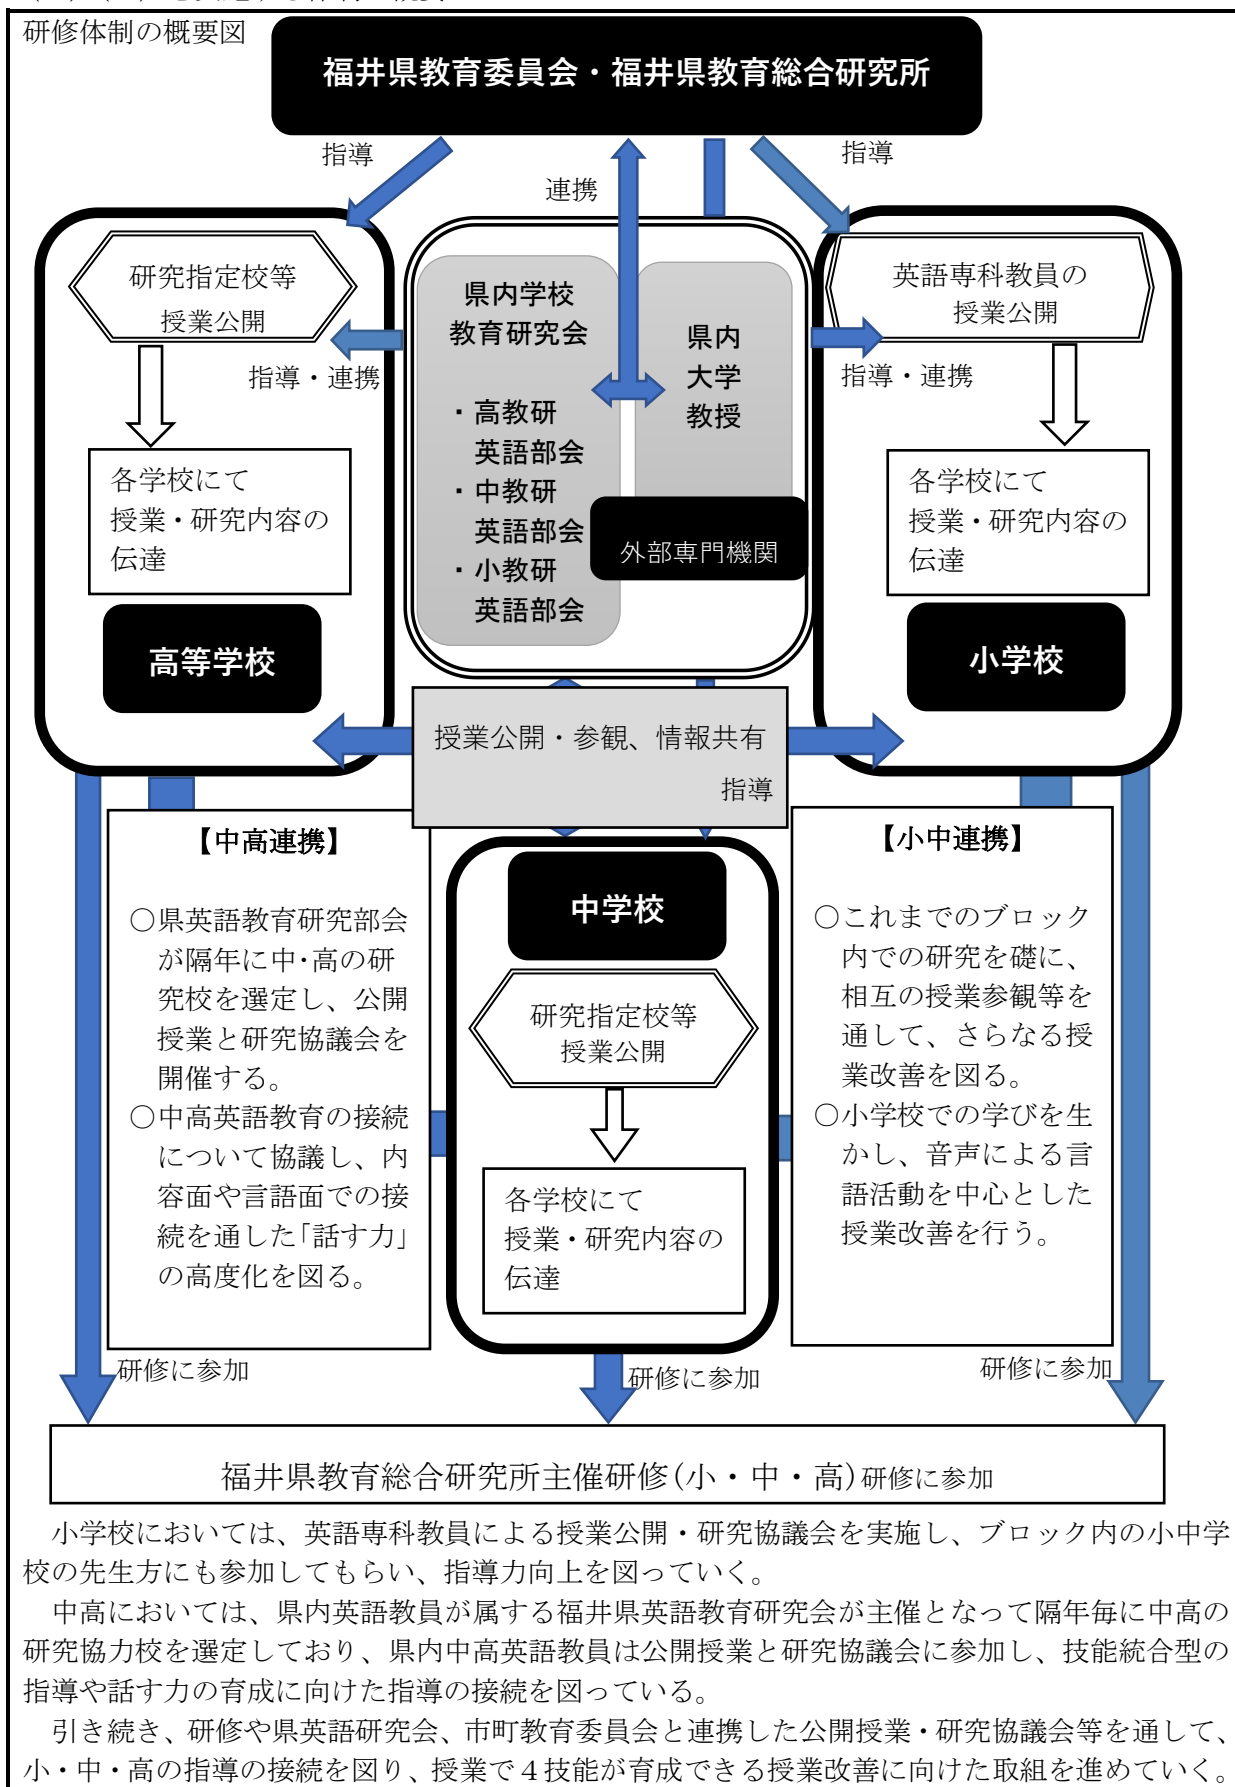 研修体制の概要図
福井県教育委員会・福井県教育総合研究所
指導
連携
指導
研究指定校等
授業公開
指導・連携
各学校にて
授業・研究内容の
伝達
高等学校
県内学校
教育研究会
・高教研
英語部会
・中教研
英語部会
・小教研
英語部会
県内
大学
教授
外部専門機関
英語専科教員の
授業公開
指導・連携
各学校にて
授業・研究内容の
伝達
小学校
授業公開・参観、情報共有
指導
【中高連携】
○県英語教育研究部会
が隔年に中・高の研
究校を選定し、公開
授業と研究協議会を
開催する。
○中高英語教育の接続
について協議し、内
容面や言語面での接
続を通した「話す力」
の高度化を図る。
中学校
研究指定校等
授業公開
各学校にて
授業・研究内容の
伝達
【小中連携】
○これまでのブロック
内での研究を礎に、
相互の授業参観等を
通して、さらなる授
業改善を図る。
○小学校での学びを生
かし、音声による言
語活動を中心とした
授業改善を行う。
研修に参加
研修に参加
研修に参加
福井県教育総合研究所主催研修(小・中・高)研修に参加
小学校においては、英語専科教員による授業公開・研究協議会を実施し、ブロック内の小中学
校の先生方にも参加してもらい、指導力向上を図っていく。
中高においては、県内英語教員が属する福井県英語教育研究会が主催となって隔年毎に中高の
研究協力校を選定しており、県内中高英語教員は公開授業と研究協議会に参加し、技能統合型の
指導や話す力の育成に向けた指導の接続を図っている。
引き続き、研修や県英語研究会、市町教育委員会と連携した公開授業・研究協議会等を通して、
小・中・高の指導の接続を図り、授業で４技能が育成できる授業改善に向けた取組を進めていく。